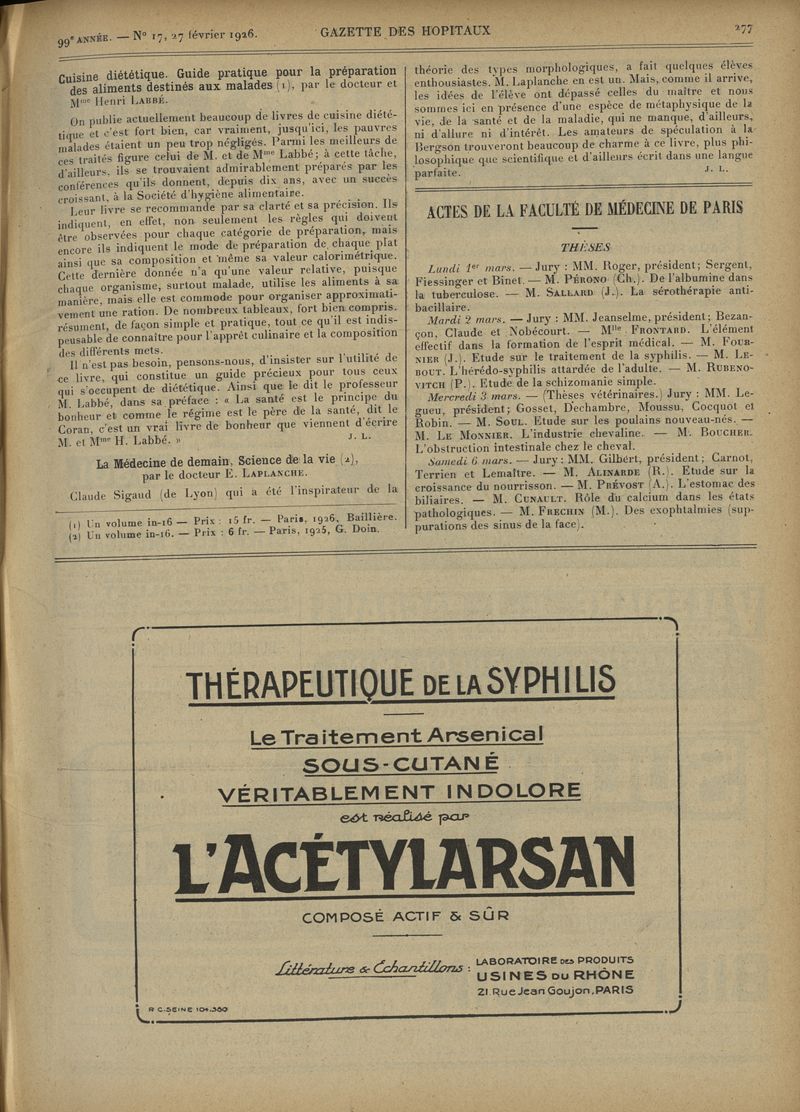 99e ANNÉE. — N° 17, 27 février 1926.
GAZETTE DES HOPITAUX
277
Cuisine diététique. Guide pratique pour la préparation
des aliments destinés aux malades (1), par le docteur et
Mme Henri LABBÉ.
On publie actuellement beaucoup de livres de cuisine diété-
tique et c'est fort bien, car vraiment, jusqu'ici, les pauvres
malades étaient un peu trop négligés. Parmi les meilleurs de
ces traités figure celui de M. et de Mme Labbé; à cette tâche,
d'ailleurs, ils se trouvaient admirablement préparés par les
conférences qu'ils donnent, depuis dix ans, avec un succès
croissant, à la Société d'hygiène alimentaire.
Leur livre se recommande par sa clarté et sa précision. Ils
indiquent, en effet, non seulement les règles qui doivent
être observées pour chaque catégorie de préparation, mais
encore ils indiquent le mode de préparation de chaque plat
ainsi que sa composition et même sa valeur calorimétrique.
Cette dernière donnée n'a qu'une valeur relative, puisque
chaque organisme, surtout malade, utilise les aliments à sa
manière, mais elle est commode pour organiser approximati-
vement une ration. De nombreux tableaux, fort bien compris,
résument, de façon simple et pratique, tout ce qu'il est indis-
pensable de connaître pour l'apprêt culinaire et la composition
des différents mets.
Il n'est pas besoin, pensons-nous, d'insister sur l'utilité de
ce livre, qui constitue un guide précieux pour tous ceux
qui s'occupent de diététique. Ainsi que le dit le professeur
M. Labbé, dans sa préface : « La santé est le principe du
bonheur et comme le régime est le père de la santé, dit le
Coran, c'est un vrai livre de bonheur que viennent d'écrire
M. et Mme H. Labbé. »
J. L.
La Médecine de demain. Science de la vie (2),
par le docteur E. LAPLANCHE.
Claude Sigaud (de Lyon) qui a été l'inspirateur de la
(1) Un volume in-16 — Prix : 15 fr. — Paris, 1926, Baillière.
(2) Un volume in-16. — Prix : 6 fr. — Paris, 1925, G. Doin.
théorie des types morphologiques, a fait quelques élèves
enthousiastes. M. Laplanche en est un. Mais, comme il arrive,
les idées de l'élève ont dépassé celles du maître et nous
sommes ici en présence d'une espèce de métaphysique de la
vie, de la santé et de la maladie, qui ne manque, d'ailleurs,
ni d'allure ni d'intérêt. Les amateurs de spéculation à la
Bergson trouveront beaucoup de charme à ce livre, plus phi-
losophique que scientifique et d'ailleurs écrit dans une langue
parfaite.
J. L.
ACTES DE LA FACULTÉ DE MÉDECINE DE PARIS
THÈSES
Lundi 1er mars. — Jury : MM. Roger, président; Sergent,
Fiessinger et Binet. — M. PÉRONO (Ch.). De l'albumine dans
la tuberculose. — M. SALLARD (J.). La sérothérapie anti-
bacillaire.
Mardi 2 mars. — Jury : MM. Jeanselme, président; Bezan-
çon, Claude et Nobécourt. — Mlle FRONTARD. L'élément
effectif dans la formation de l'esprit médical. — M. FOUR-
NIER (J.). Etude sur le traitement de la syphilis. — M. LE-
BOUT. L'hérédo-syphilis attardée de l'adulte. — M. RUBENO-
VITCH (P.). Etude de la schizomanie simple.
Mercredi 3 mars. — (Thèses vétérinaires.) Jury : MM. Le-
gueu, président; Gosset, Dechambre, Moussu, Cocquot et
Robin. — M. SOUL. Etude sur les poulains nouveau-nés. —
M. LE MONNIER. L'industrie chevaline. — M. BOUCHER.
L'obstruction intestinale chez le cheval.
Samedi 6 mars. — Jury : MM. Gilbert, président; Carnot,
Terrien et Lemaître. — M. ALINARDE (R.). Etude sur la
croissance du nourrisson. — M. PRÉVOST (A.). L'estomac des
biliaires. — M. CUNAULT. Rôle du calcium dans les états
pathologiques. — M. FRECHIN (M.). Des exophtalmies (sup-
purations des sinus de la face).
THÉRAPEUTIQUE DE LA SYPHILIS
Le Traitement Arsenical
SOUS-CUTANÉ
VÉRITABLEMENT INDOLORE
est réalisé par
L'ACÉTYLARSAN
COMPOSÉ ACTIF & SÛR
Littérature & Échantillons :
LABORATOIRE DES PRODUITS
USINES DU RHÔNE
21. Rue Jean Goujon, PARIS
R C. SEINE 104.380